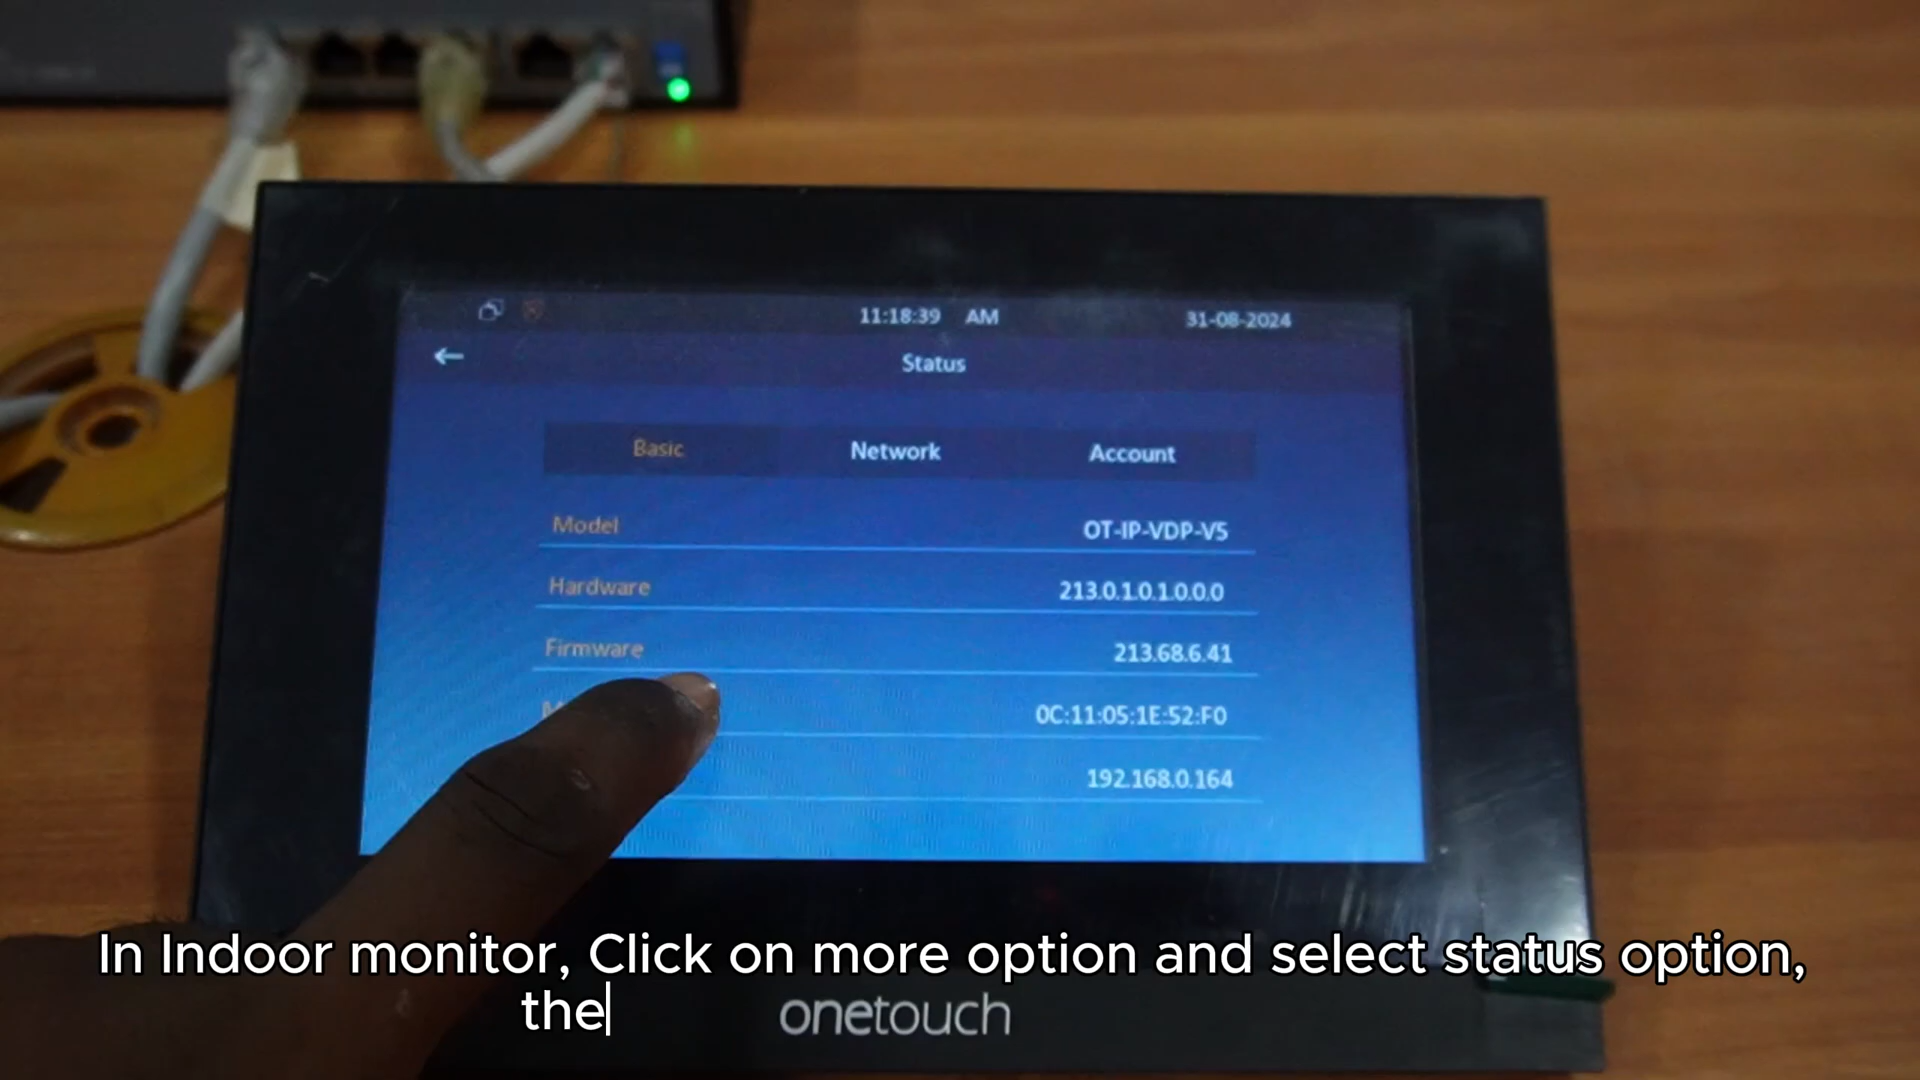 11:18:39 AM 31-08-2024
Status
Basic Network Account
Model OT-IP-VDP-V5
Hardware 213.0.1.0.1.0.0.0
Firmware 213.68.6.41
0C:11:05:1E:52:F0
192.168.0.164
In Indoor monitor, Click on more option and select status option,
the
onetouch